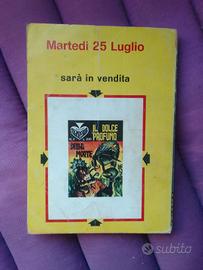 Martedì 25 Luglio
sarà in vendita
IL DOLCE
PROFUMO
DELLA MORTE
subito